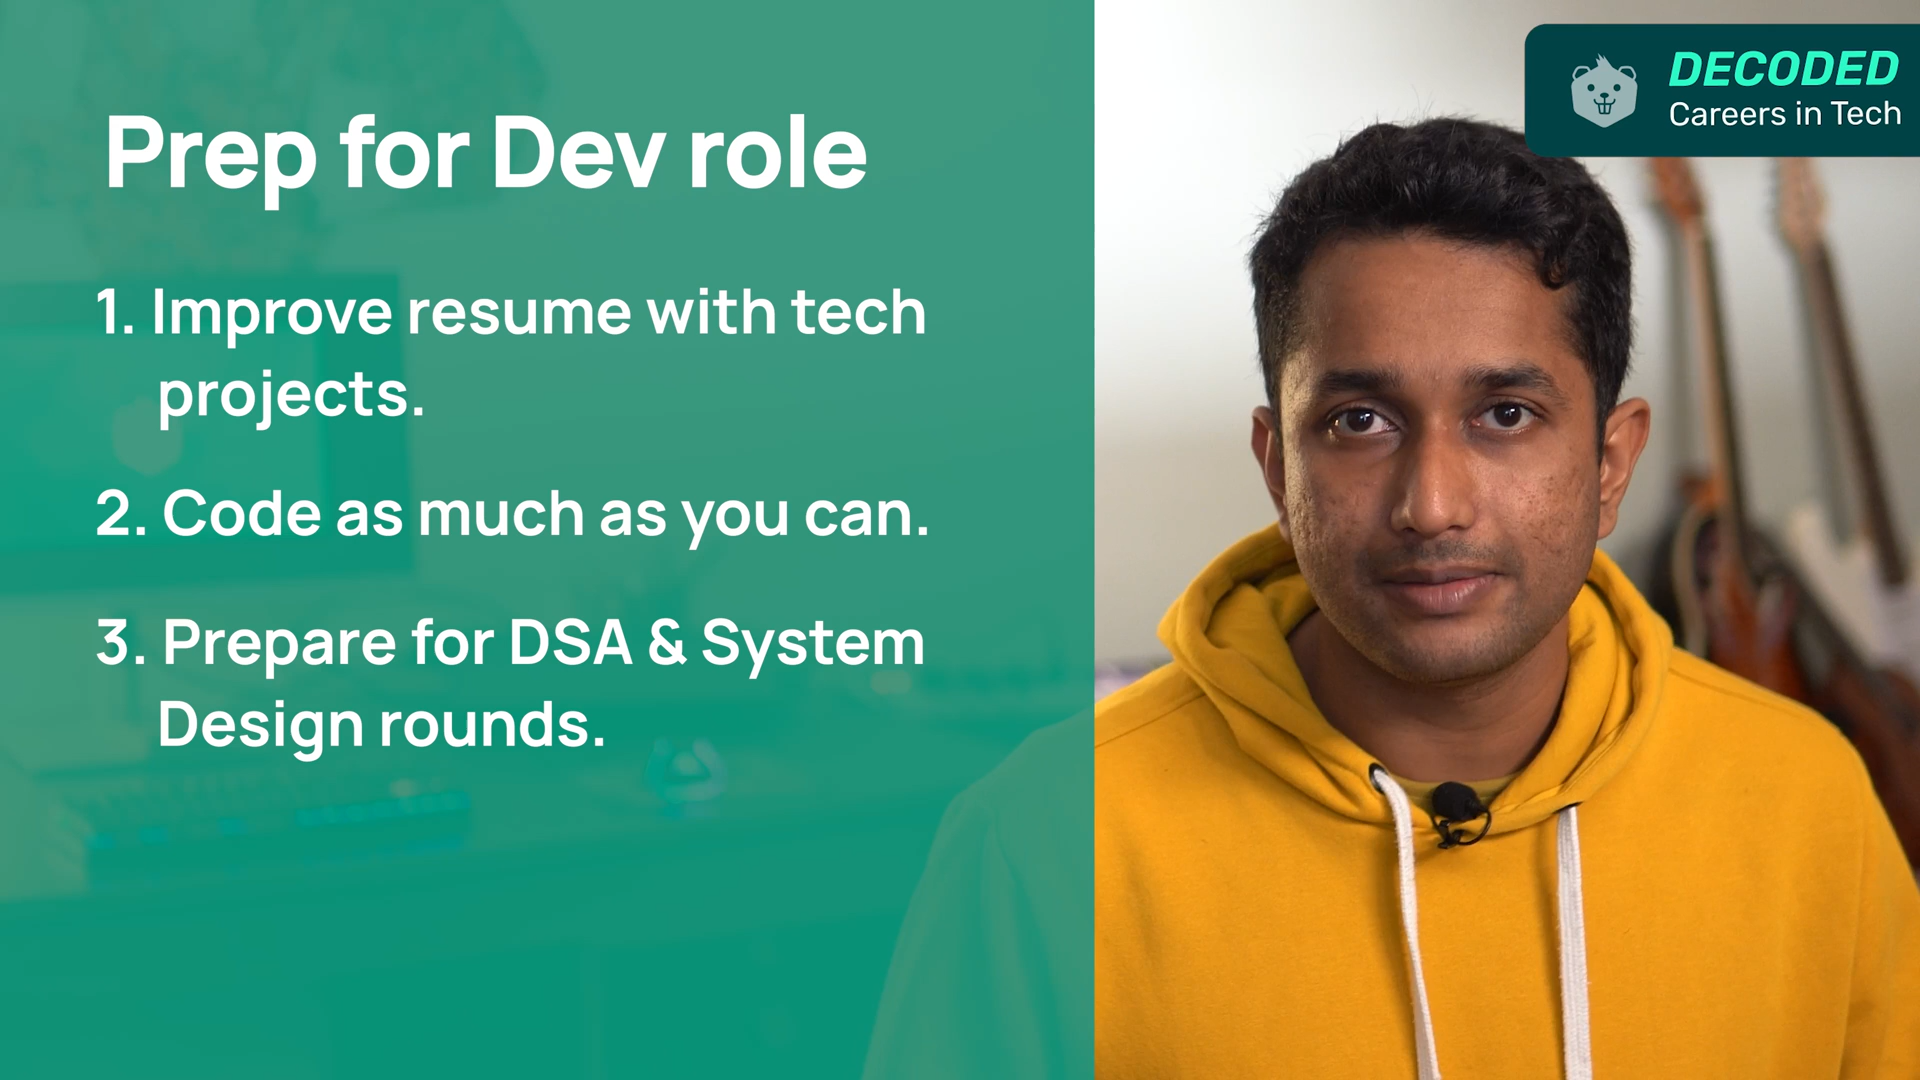 DECODED
Careers in Tech
Prep for Dev role
1. Improve resume with tech
projects.
2. Code as much as you can.
3. Prepare for DSA & System
Design rounds.